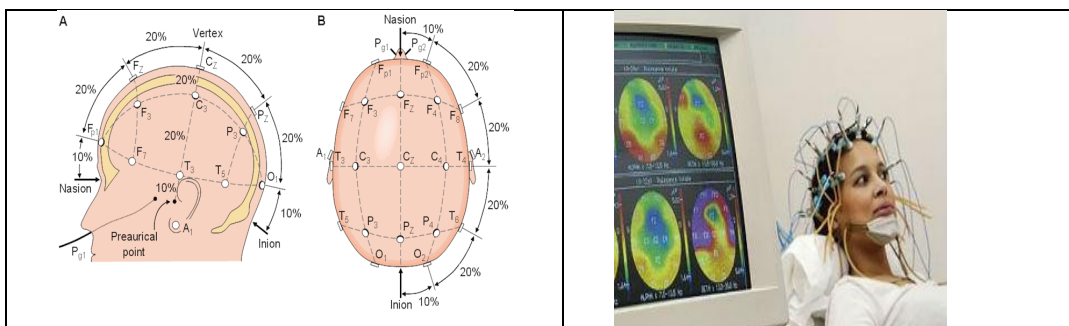 A
Vertex
20%
20%
Cz
Fz
20%
20%
20%
F3
C3
Pz
Fp1
P3
20%
20%
10%
F7
T3
T5
O1
Nasion
10%
10%
Preaurical
point
A1
Inion
Pg1
B
Nasion
10%
Pg1
Pg2
20%
Fp1
Fp2
F7
F3
Fz
F4
F8
20%
A1
T3
C3
Cz
C4
T4
A2
20%
T5
P3
Pz
P4
T6
20%
O1
O2
10%
Inion